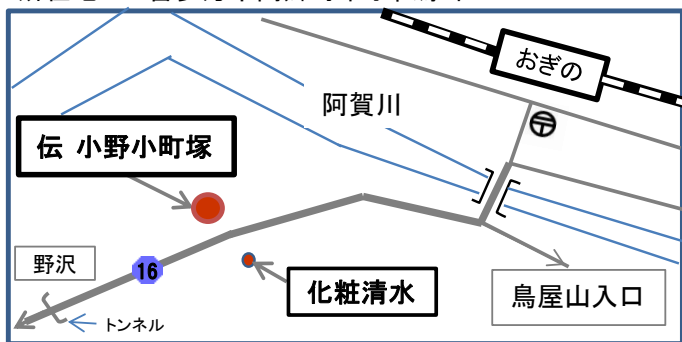 おぎの
阿賀川
伝 小野小町塚
野沢
16
化粧清水
鳥屋山入口
トンネル